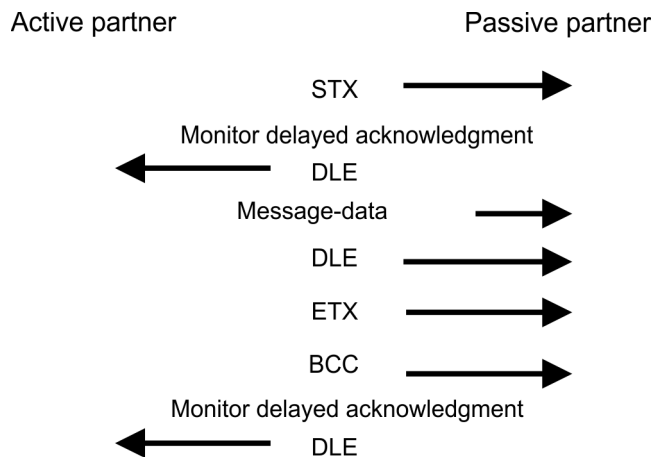 Active partner Passive partner
STX
Monitor delayed acknowledgment
DLE
Message-data
DLE
ETX
BCC
Monitor delayed acknowledgment
DLE